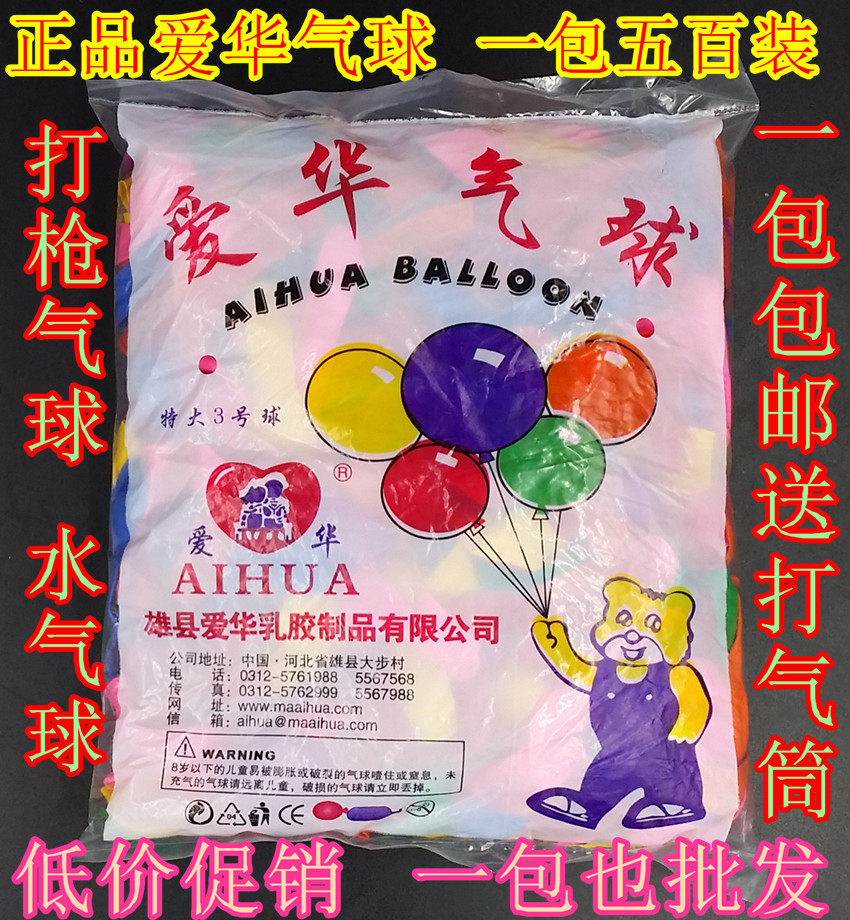 正品爱华气球 一包五百装
打枪气球 水气球
一包包邮送打气筒
爱华气球
AIHUA BALLOON
特大3号球
®
爱 华
AIHUA
雄县爱华乳胶制品有限公司
公司地址: 中国·河北省雄县大步村
电 话: 0312-5761988 5567568
传 真: 0312-5762999 5567988
网 址: www.maaihua.com
信 箱: aihua@maaihua.com
WARNING
8岁以下的儿童易被膨胀或破裂的气球噎住或窒息，未
充气的气球请远离儿童，破损的气球请立即丢掉。
04 CE
低价促销 一包也批发